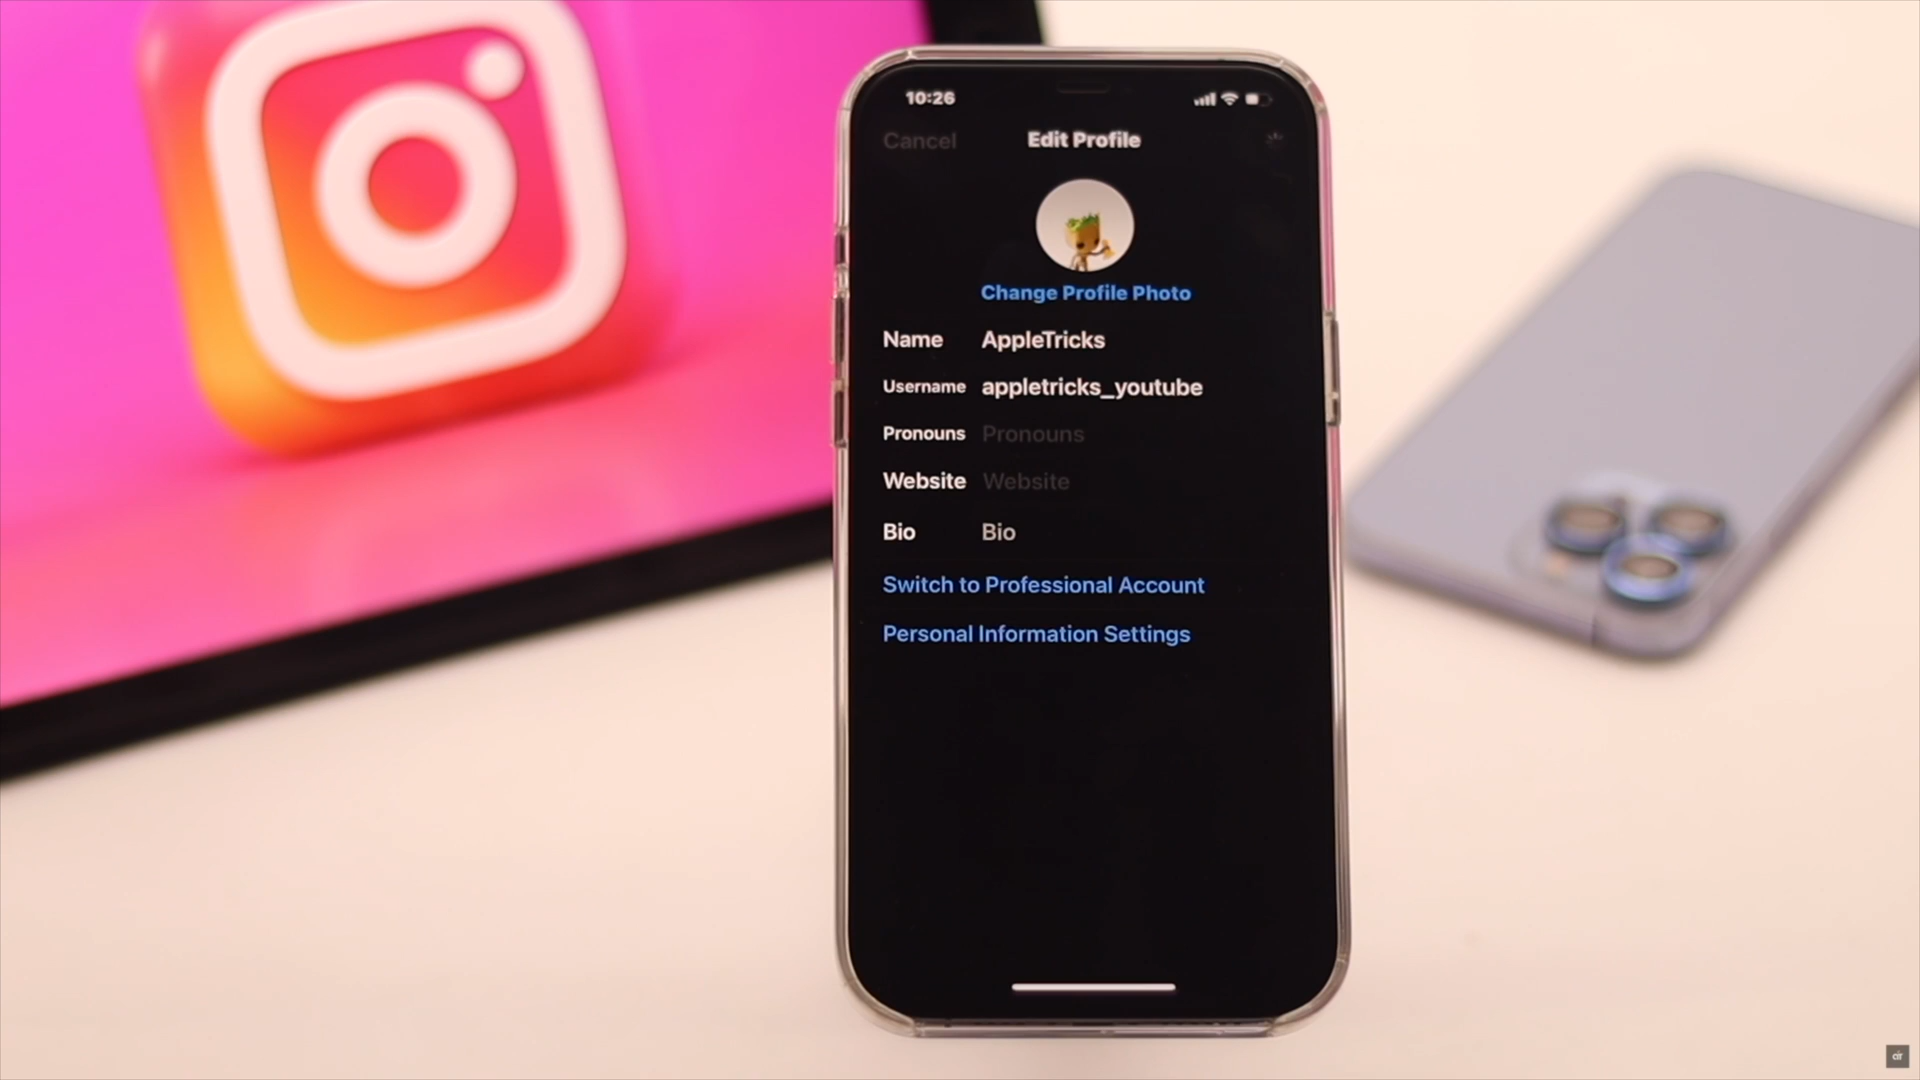 10:26
Cancel
Edit Profile
Change Profile Photo
Name AppleTricks
Username appletricks_youtube
Pronouns Pronouns
Website Website
Bio Bio
Switch to Professional Account
Personal Information Settings